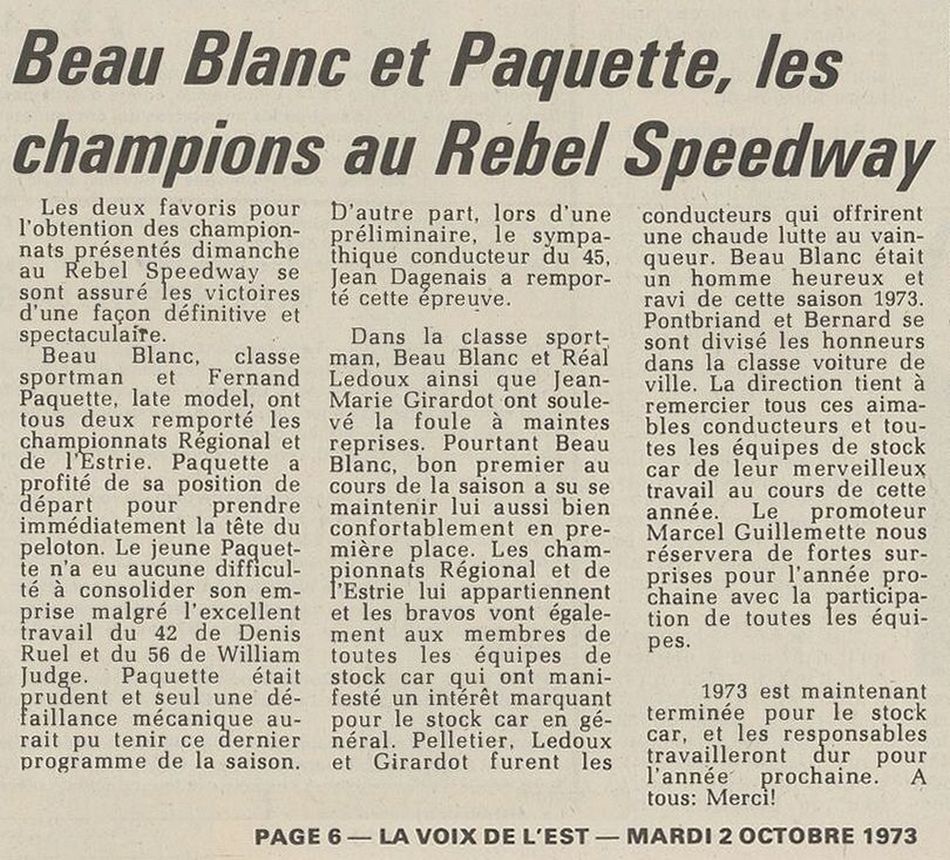 Beau Blanc et Paquette, les
champions au Rebel Speedway
Les deux favoris pour
l'obtention des champion-
nats présentés dimanche
au Rebel Speedway se
sont assuré les victoires
d'une façon définitive et
spectaculaire.
Beau Blanc, classe
sportman et Fernand
Paquette, late model, ont
tous deux remporté les
championnats Régional et
de l'Estrie. Paquette a
profité de sa position de
départ pour prendre
immédiatement la tête du
peloton. Le jeune Paquet-
te n'a eu aucune difficul-
té à consolider son em-
prise malgré l'excellent
travail du 42 de Denis
Ruel et du 56 de William
Judge. Paquette était
prudent et seul une dé-
faillance mécanique au-
rait pu tenir ce dernier
programme de la saison.
D'autre part, lors d'une
préliminaire, le sympa-
thique conducteur du 45,
Jean Dagenais a rempor-
té cette épreuve.
Dans la classe sport-
man, Beau Blanc et Réal
Ledoux ainsi que Jean-
Marie Girardot ont soule-
vé la foule à maintes
reprises. Pourtant Beau
Blanc, bon premier au
cours de la saison a su se
maintenir lui aussi bien
confortablement en pre-
mière place. Les cham-
pionnats Régional et de
l'Estrie lui appartiennent
et les bravos vont égale-
ment aux membres de
toutes les équipes de
stock car qui ont mani-
festé un intérêt marquant
pour le stock car en gé-
néral. Pelletier, Ledoux
et Girardot furent les
conducteurs qui offrirent
une chaude lutte au vain-
queur. Beau Blanc était
un homme heureux et
ravi de cette saison 1973.
Pontbriand et Bernard se
sont divisé les honneurs
dans la classe voiture de
ville. La direction tient à
remercier tous ces aima-
bles conducteurs et tou-
tes les équipes de stock
car de leur merveilleux
travail au cours de cette
année. Le promoteur
Marcel Guillemette nous
réservera de fortes sur-
prises pour l'année pro-
chaine avec la participa-
tion de toutes les équi-
pes.
1973 est maintenant
terminée pour le stock
car, et les responsables
travailleront dur pour
l'année prochaine. A
tous: Merci!
PAGE 6 — LA VOIX DE L'EST — MARDI 2 OCTOBRE 1973